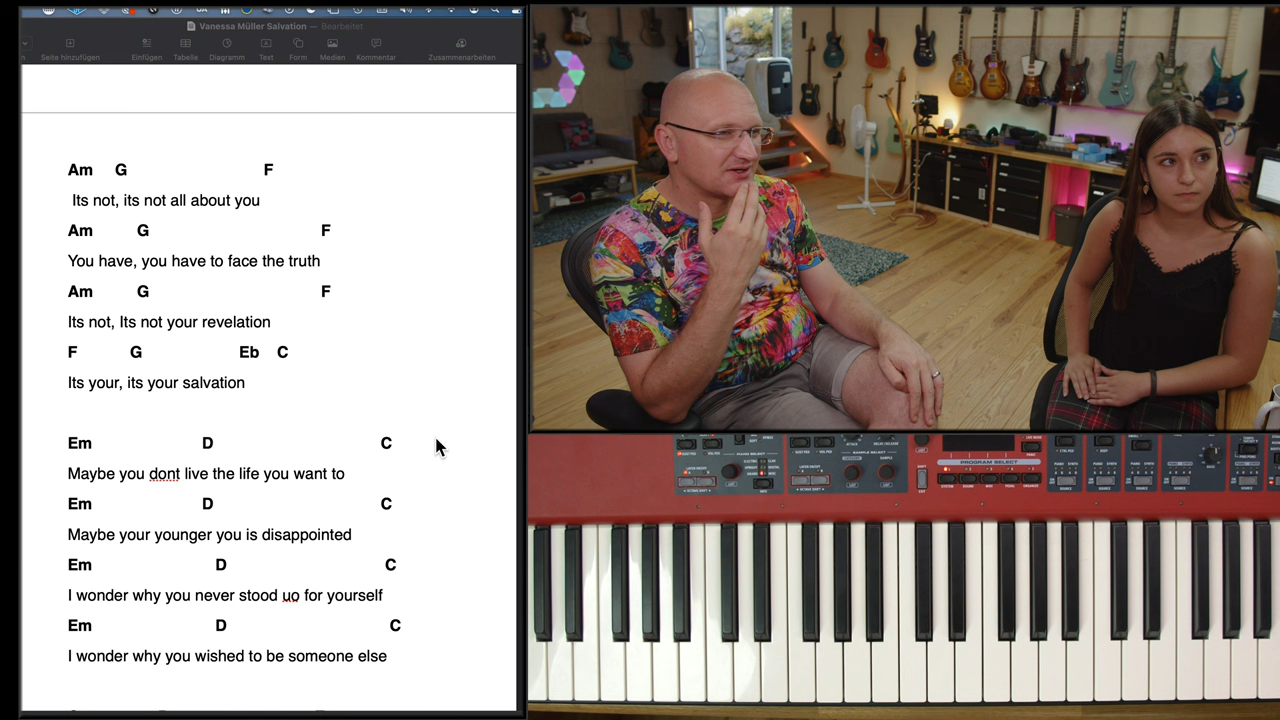 Vanessa Müller Salvation — Bearbeitet
Seite hinzufügen Einfügen Tabelle Diagramm Text Form Medien Kommentar Zusammenarbeiten
Am G F
Its not, its not all about you
Am G F
You have, you have to face the truth
Am G F
Its not, Its not your revelation
F G Eb C
Its your, its your salvation
Em D C
Maybe you dont live the life you want to
Em D C
Maybe your younger you is disappointed
Em D C
I wonder why you never stood uo for yourself
Em D C
I wonder why you wished to be someone else
PROGRAM SELECT